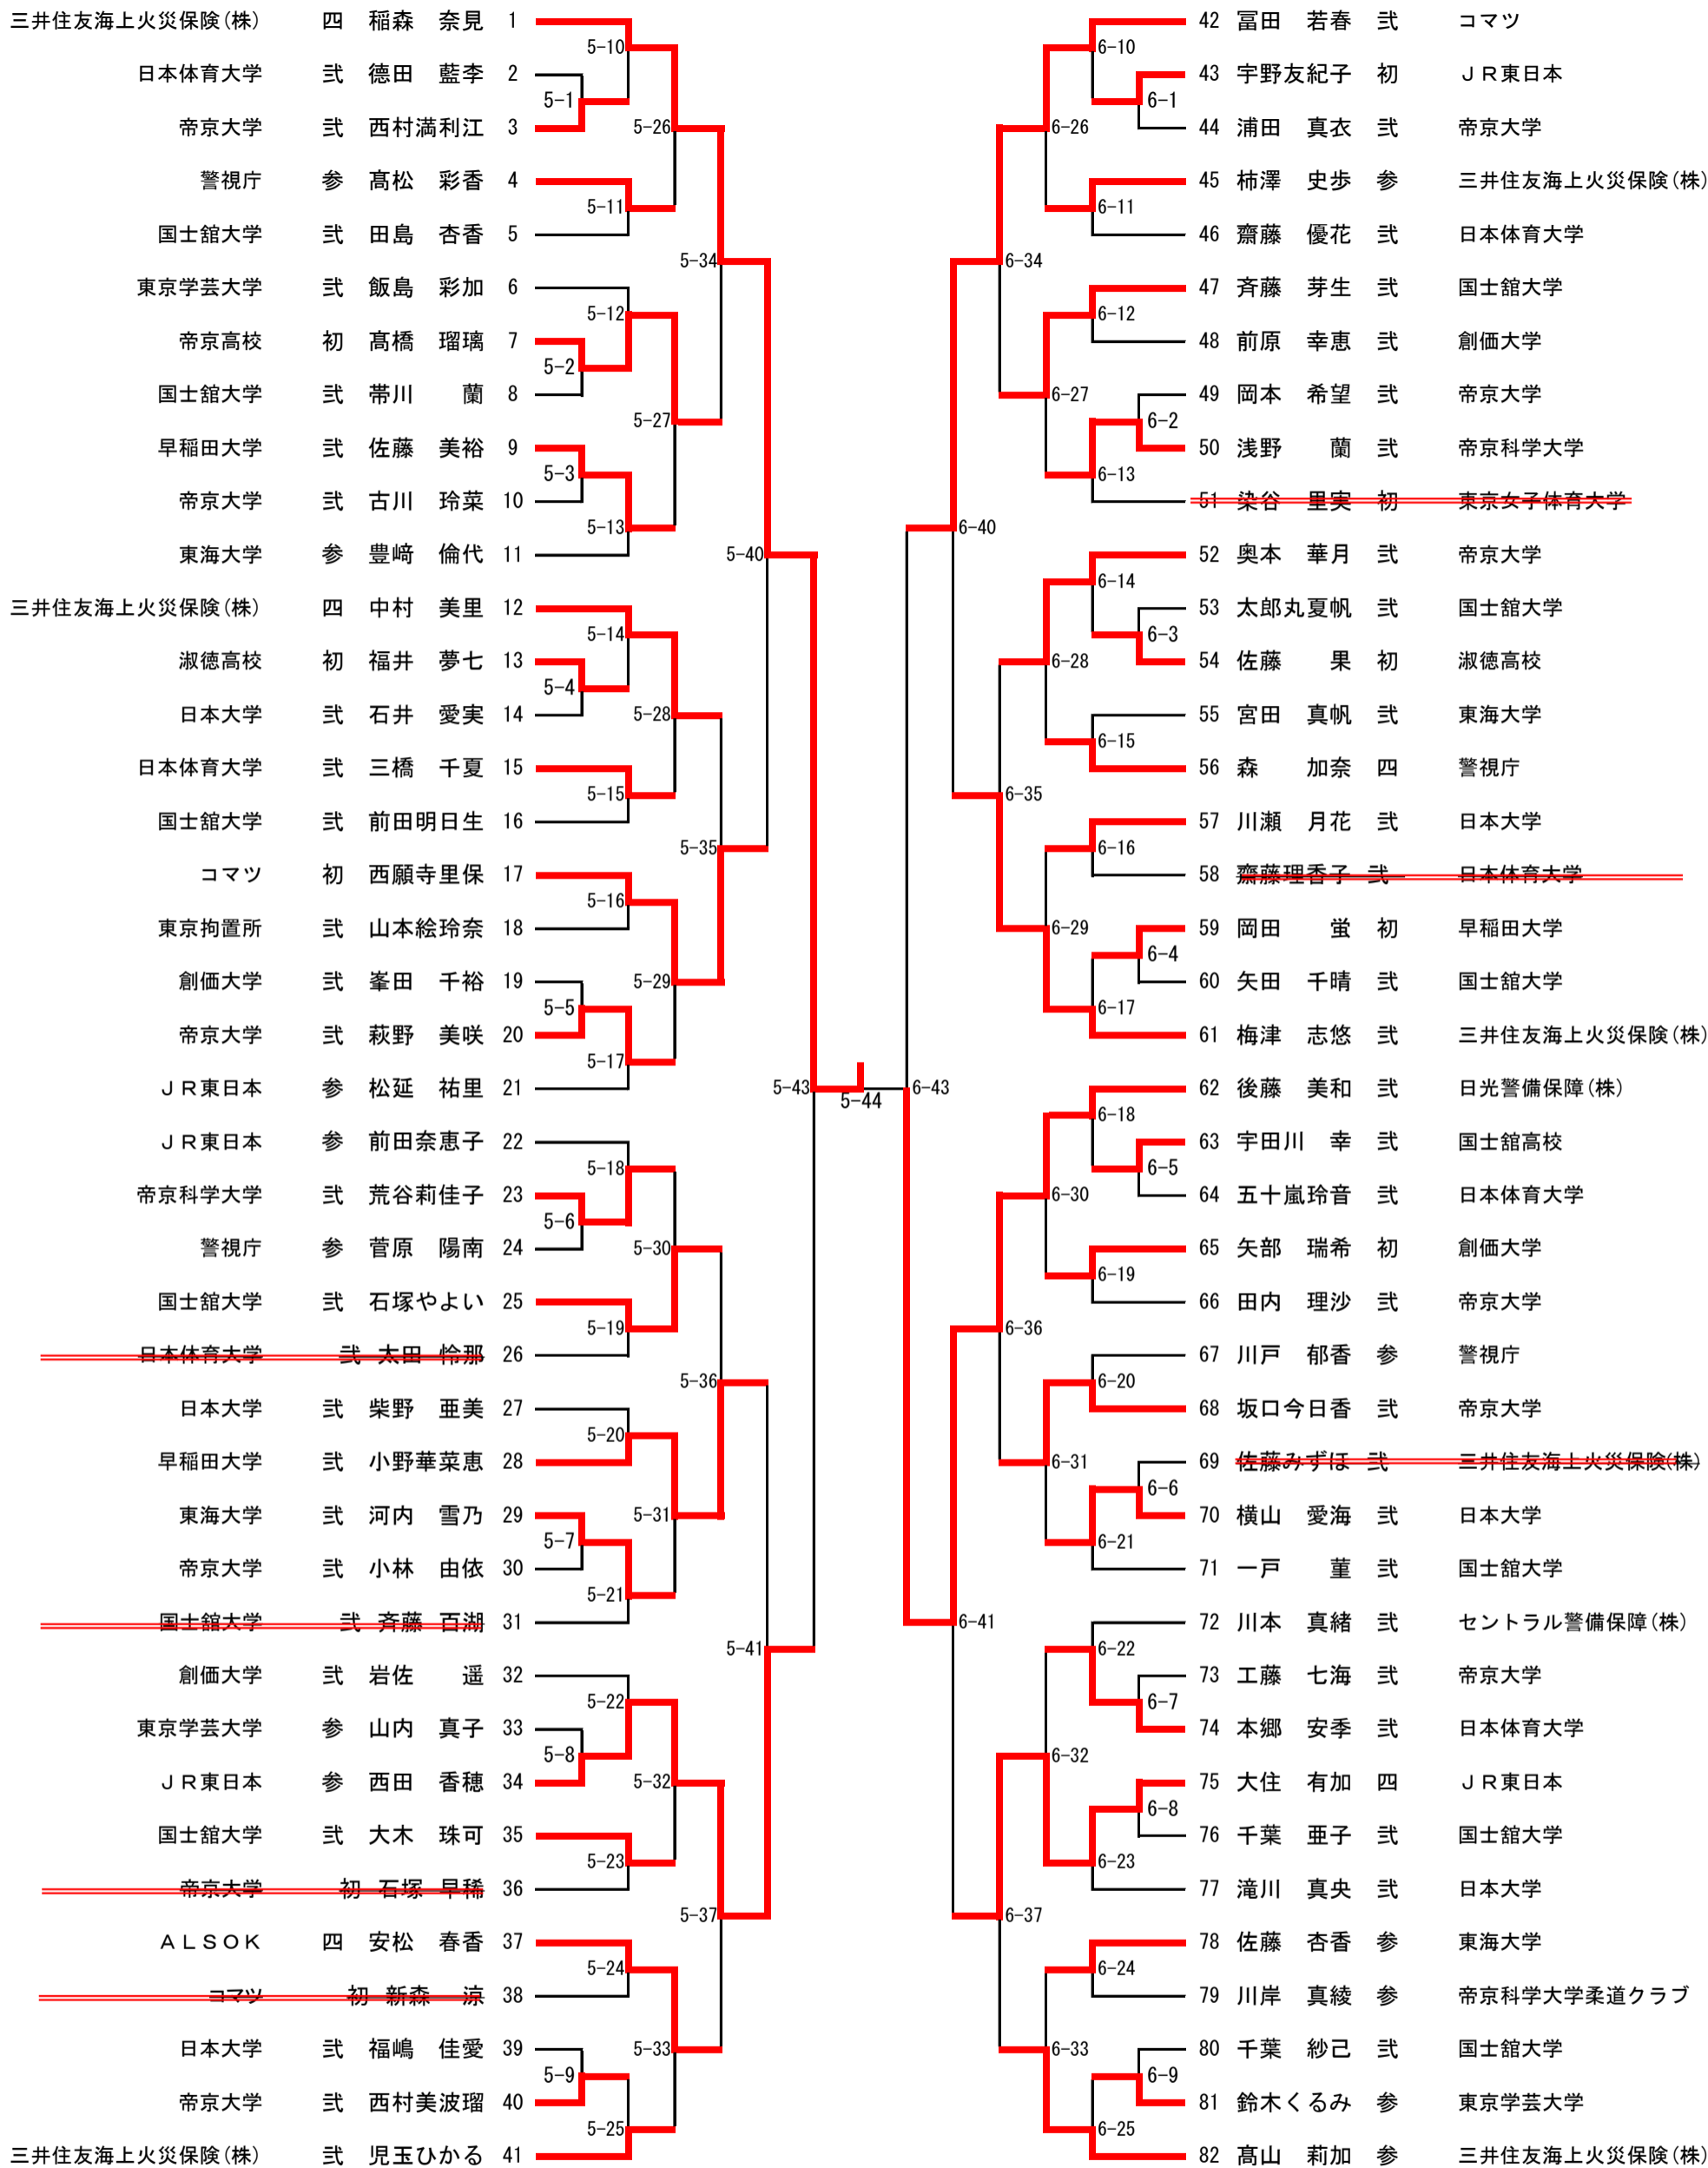 三井住友海上火災保険(株) 四 稲森 奈見 1
日本体育大学 弐 德田 藍李 2
帝京大学 弐 西村満利江 3
警視庁 参 髙松 彩香 4
国士舘大学 弐 田島 杏香 5
東京学芸大学 弐 飯島 彩加 6
帝京高校 初 髙橋 瑠璃 7
国士舘大学 弐 帯川 蘭 8
早稲田大学 弐 佐藤 美裕 9
帝京大学 弐 古川 玲菜 10
東海大学 参 豊﨑 倫代 11
三井住友海上火災保険(株) 四 中村 美里 12
淑徳高校 初 福井 夢七 13
日本大学 弐 石井 愛実 14
日本体育大学 弐 三橋 千夏 15
国士舘大学 弐 前田明日生 16
コマツ 初 西願寺里保 17
東京拘置所 弐 山本絵玲奈 18
創価大学 弐 峯田 千裕 19
帝京大学 弐 萩野 美咲 20
ＪＲ東日本 参 松延 祐里 21
ＪＲ東日本 参 前田奈恵子 22
帝京科学大学 弐 荒谷莉佳子 23
警視庁 参 菅原 陽南 24
国士舘大学 弐 石塚やよい 25
日本体育大学 弐 太田 怜那 26
日本大学 弐 柴野 亜美 27
早稲田大学 弐 小野華菜恵 28
東海大学 弐 河内 雪乃 29
帝京大学 弐 小林 由依 30
国士舘大学 弐 斉藤 百湖 31
創価大学 弐 岩佐 遥 32
東京学芸大学 参 山内 真子 33
ＪＲ東日本 参 西田 香穂 34
国士舘大学 弐 大木 珠可 35
帝京大学 初 石塚 早稀 36
ＡＬＳＯＫ 四 安松 春香 37
コマツ 初 新森 涼 38
日本大学 弐 福嶋 佳愛 39
帝京大学 弐 西村美波瑠 40
三井住友海上火災保険(株) 弐 児玉ひかる 41
5-1
5-2
5-3
5-4
5-5
5-6
5-7
5-8
5-9
5-10
5-11
5-12
5-13
5-14
5-15
5-16
5-17
5-18
5-19
5-20
5-21
5-22
5-23
5-24
5-25
5-26
5-27
5-28
5-29
5-30
5-31
5-32
5-33
5-34
5-35
5-36
5-37
5-40
5-41
5-43
5-44
6-43
6-40
6-41
6-34
6-35
6-36
6-37
6-26
6-27
6-28
6-29
6-30
6-31
6-32
6-33
6-10
6-11
6-12
6-13
6-14
6-15
6-16
6-17
6-18
6-19
6-20
6-21
6-22
6-23
6-24
6-25
6-1
6-2
6-3
6-4
6-5
6-6
6-7
6-8
6-9
42 冨田 若春 弐 コマツ
43 宇野友紀子 初 ＪＲ東日本
44 浦田 真衣 弐 帝京大学
45 柿澤 史歩 参 三井住友海上火災保険(株)
46 齋藤 優花 弐 日本体育大学
47 斉藤 芽生 弐 国士舘大学
48 前原 幸恵 弐 創価大学
49 岡本 希望 弐 帝京大学
50 浅野 蘭 弐 帝京科学大学
51 染谷 里実 初 東京女子体育大学
52 奥本 華月 弐 帝京大学
53 太郎丸夏帆 弐 国士舘大学
54 佐藤 果 初 淑徳高校
55 宮田 真帆 弐 東海大学
56 森 加奈 四 警視庁
57 川瀬 月花 弐 日本大学
58 齋藤理香子 弐 日本体育大学
59 岡田 蛍 初 早稲田大学
60 矢田 千晴 弐 国士舘大学
61 梅津 志悠 弐 三井住友海上火災保険(株)
62 後藤 美和 弐 日光警備保障(株)
63 宇田川 幸 弐 国士舘高校
64 五十嵐玲音 弐 日本体育大学
65 矢部 瑞希 初 創価大学
66 田内 理沙 弐 帝京大学
67 川戸 郁香 参 警視庁
68 坂口今日香 弐 帝京大学
69 佐藤みずほ 弐 三井住友海上火災保険(株)
70 横山 愛海 弐 日本大学
71 一戸 菫 弐 国士舘大学
72 川本 真緒 弐 セントラル警備保障(株)
73 工藤 七海 弐 帝京大学
74 本郷 安季 弐 日本体育大学
75 大住 有加 四 ＪＲ東日本
76 千葉 亜子 弐 国士舘大学
77 滝川 真央 弐 日本大学
78 佐藤 杏香 参 東海大学
79 川岸 真綾 参 帝京科学大学柔道クラブ
80 千葉 紗己 弐 国士舘大学
81 鈴木くるみ 参 東京学芸大学
82 髙山 莉加 参 三井住友海上火災保険(株)